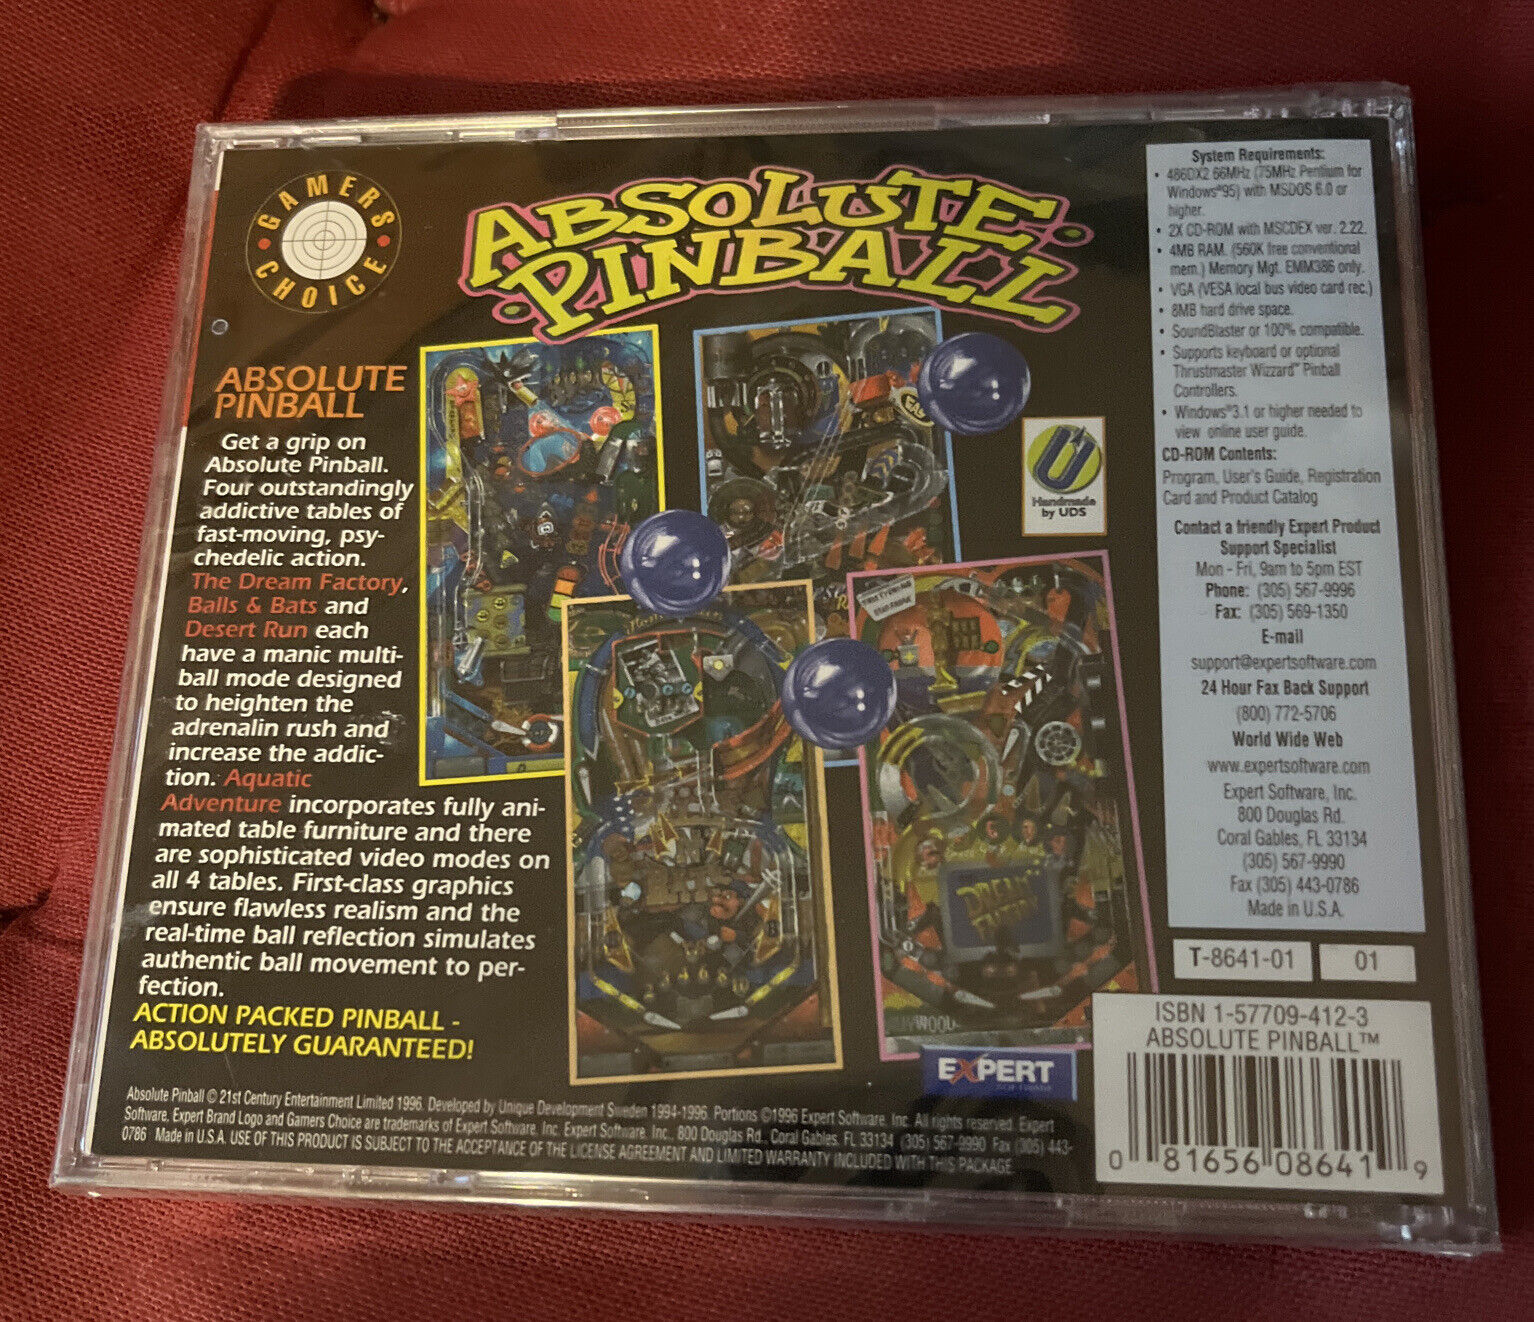 GAMERS
CHOICE
ABSOLUTE
PINBALL
ABSOLUTE
PINBALL
Get a grip on
Absolute Pinball.
Four outstandingly
addictive tables of
fast-moving, psy-
chedelic action.
The Dream Factory,
Balls & Bats and
Desert Run each
have a manic multi-
ball mode designed
to heighten the
adrenalin rush and
increase the addic-
tion. Aquatic
Adventure incorporates fully ani-
mated table furniture and there
are sophisticated video modes on
all 4 tables. First-class graphics
ensure flawless realism and the
real-time ball reflection simulates
authentic ball movement to per-
fection.
ACTION PACKED PINBALL -
ABSOLUTELY GUARANTEED!
Handmade
by UDS
System Requirements:
• 486DX2 66MHz (75MHz Pentium for
Windows®95) with MSDOS 6.0 or
higher.
• 2X CD-ROM with MSCDEX ver. 2.22.
• 4MB RAM. (560K free conventional
mem.) Memory Mgt. EMM386 only.
• VGA (VESA local bus video card rec.)
• 8MB hard drive space.
• SoundBlaster or 100% compatible.
• Supports keyboard or optional
Thrustmaster Wizzard™ Pinball
Controllers.
• Windows®3.1 or higher needed to
view online user guide.
CD-ROM Contents:
Program, User's Guide, Registration
Card and Product Catalog
Contact a friendly Expert Product
Support Specialist
Mon - Fri, 9am to 5pm EST
Phone: (305) 567-9996
Fax: (305) 569-1350
E-mail
support@expertsoftware.com
24 Hour Fax Back Support
(800) 772-5706
World Wide Web
www.expertsoftware.com
Expert Software, Inc.
800 Douglas Rd.
Coral Gables, FL 33134
(305) 567-9990
Fax (305) 443-0786
Made in U.S.A.
T-8641-01 01
ISBN 1-57709-412-3
ABSOLUTE PINBALL™
0 81656 08641 9
EXPERT
Absolute Pinball © 21st Century Entertainment Limited 1996. Developed by Unique Development Sweden 1994-1996. Portions ©1996 Expert Software, Inc. All rights reserved. Expert
Software, Expert Brand Logo and Gamers Choice are trademarks of Expert Software, Inc. Expert Software, Inc., 800 Douglas Rd., Coral Gables, FL 33134 (305) 567-9990 Fax (305) 443-
0786 Made in U.S.A. USE OF THIS PRODUCT IS SUBJECT TO THE ACCEPTANCE OF THE LICENSE AGREEMENT AND LIMITED WARRANTY INCLUDED WITH THIS PACKAGE.